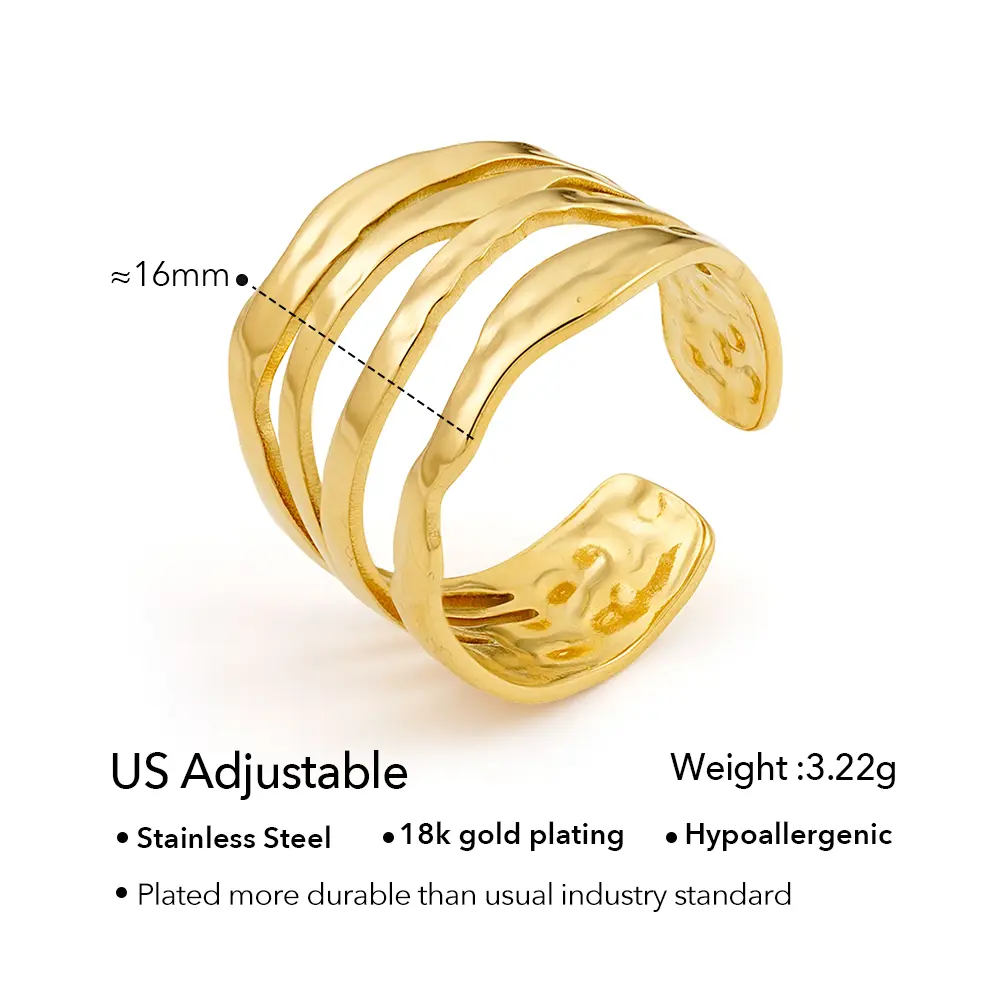 ≈16mm
US Adjustable
Weight :3.22g
• Stainless Steel
• 18k gold plating
• Hypoallergenic
• Plated more durable than usual industry standard